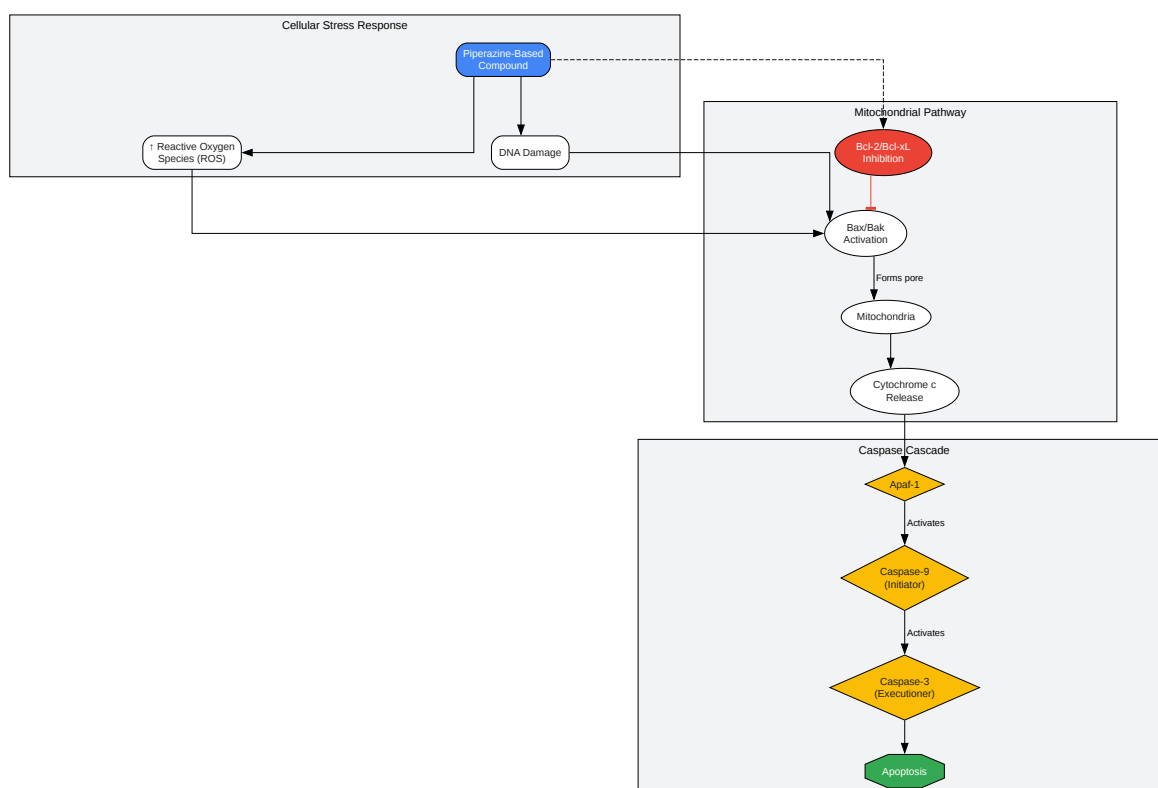 Cellular Stress Response
Piperazine-Based
Compound
↑ Reactive Oxygen
Species (ROS)
DNA Damage
Mitochondrial Pathway
Bcl-2/Bcl-xL
Inhibition
Bax/Bak
Activation
Forms pore
Mitochondria
Cytochrome c
Release
Caspase Cascade
Apaf-1
Activates
Caspase-9
(Initiator)
Activates
Caspase-3
(Executioner)
Apoptosis